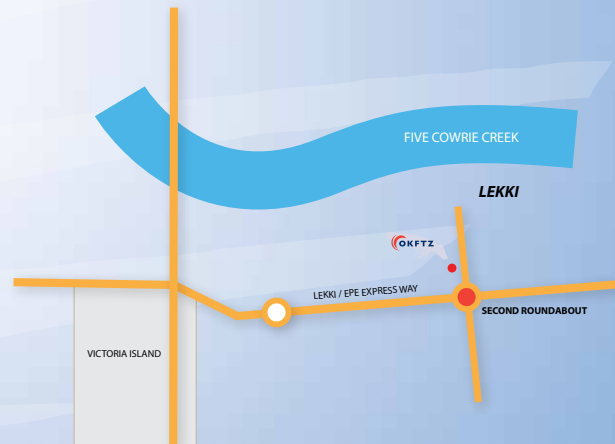 FIVE COWRIE CREEK
LEKKI
OKFTZ
LEKKI / EPE EXPRESS WAY
SECOND ROUNDABOUT
VICTORIA ISLAND